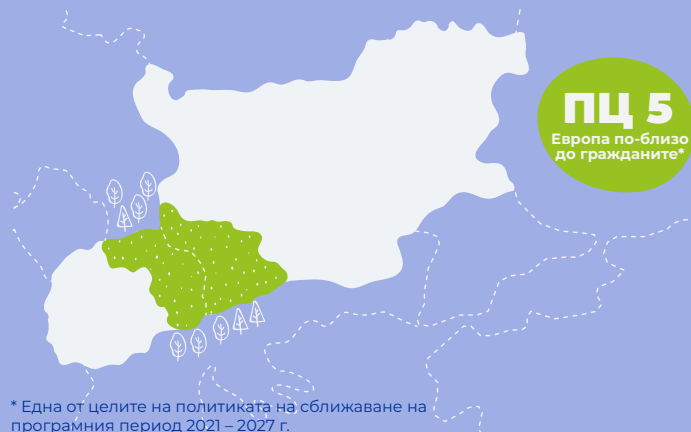 ПЦ 5
Европа по-близо
до гражданите*
* Една от целите на политиката на сближаване на
програмния период 2021 – 2027 г.